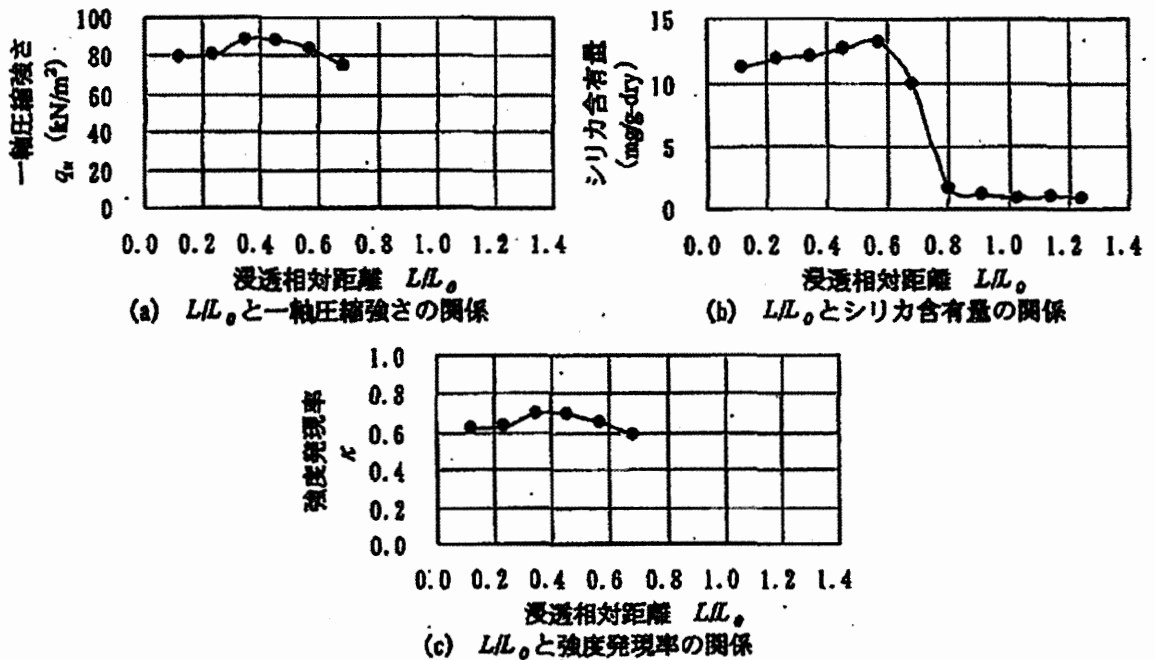 一軸圧縮強さ
q_u (kN/m²)
100
80
60
40
20
0
0.0 0.2 0.4 0.6 0.8 1.0 1.2 1.4
浸透相対距離 L/L₀
(a) L/L₀と一軸圧縮強さの関係
シリカ含有量
(mg/g-dry)
15
10
5
0
0.0 0.2 0.4 0.6 0.8 1.0 1.2 1.4
浸透相対距離 L/L₀
(b) L/L₀とシリカ含有量の関係
強度発現率
κ
1.0
0.8
0.6
0.4
0.2
0.0
0.0 0.2 0.4 0.6 0.8 1.0 1.2 1.4
浸透相対距離 L/L₀
(c) L/L₀と強度発現率の関係